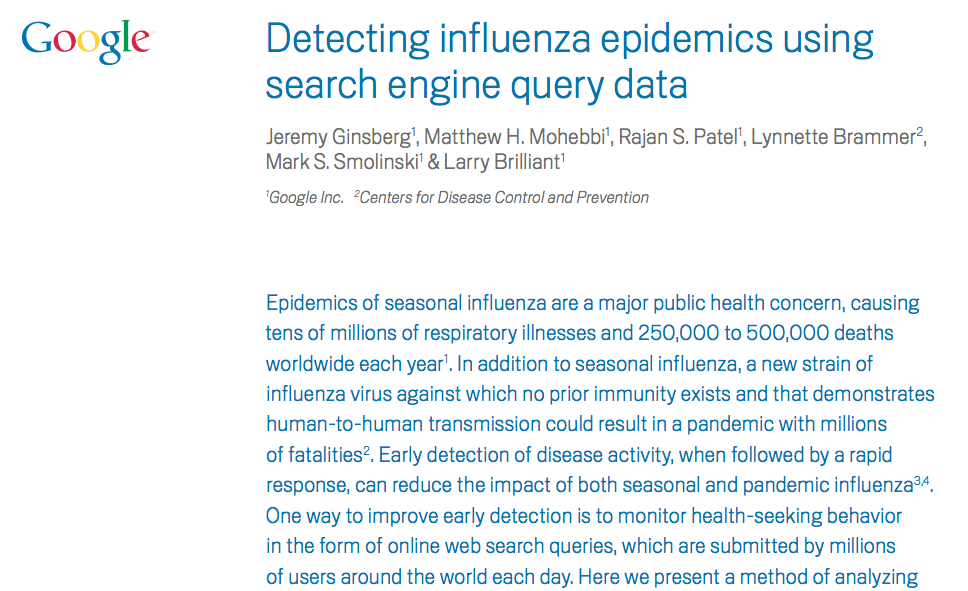 Google
Detecting influenza epidemics using
search engine query data
Jeremy Ginsberg¹, Matthew H. Mohebbi¹, Rajan S. Patel¹, Lynnette Brammer²,
Mark S. Smolinski¹ & Larry Brilliant¹
¹Google Inc. ²Centers for Disease Control and Prevention
Epidemics of seasonal influenza are a major public health concern, causing
tens of millions of respiratory illnesses and 250,000 to 500,000 deaths
worldwide each year¹. In addition to seasonal influenza, a new strain of
influenza virus against which no prior immunity exists and that demonstrates
human-to-human transmission could result in a pandemic with millions
of fatalities². Early detection of disease activity, when followed by a rapid
response, can reduce the impact of both seasonal and pandemic influenza³,⁴.
One way to improve early detection is to monitor health-seeking behavior
in the form of online web search queries, which are submitted by millions
of users around the world each day. Here we present a method of analyzing